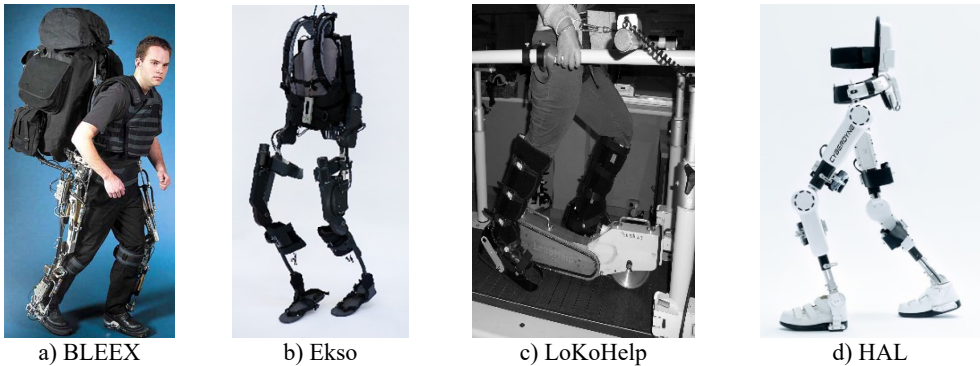 CYBERDYNE
a) BLEEX
b) Ekso
c) LoKoHelp
d) HAL